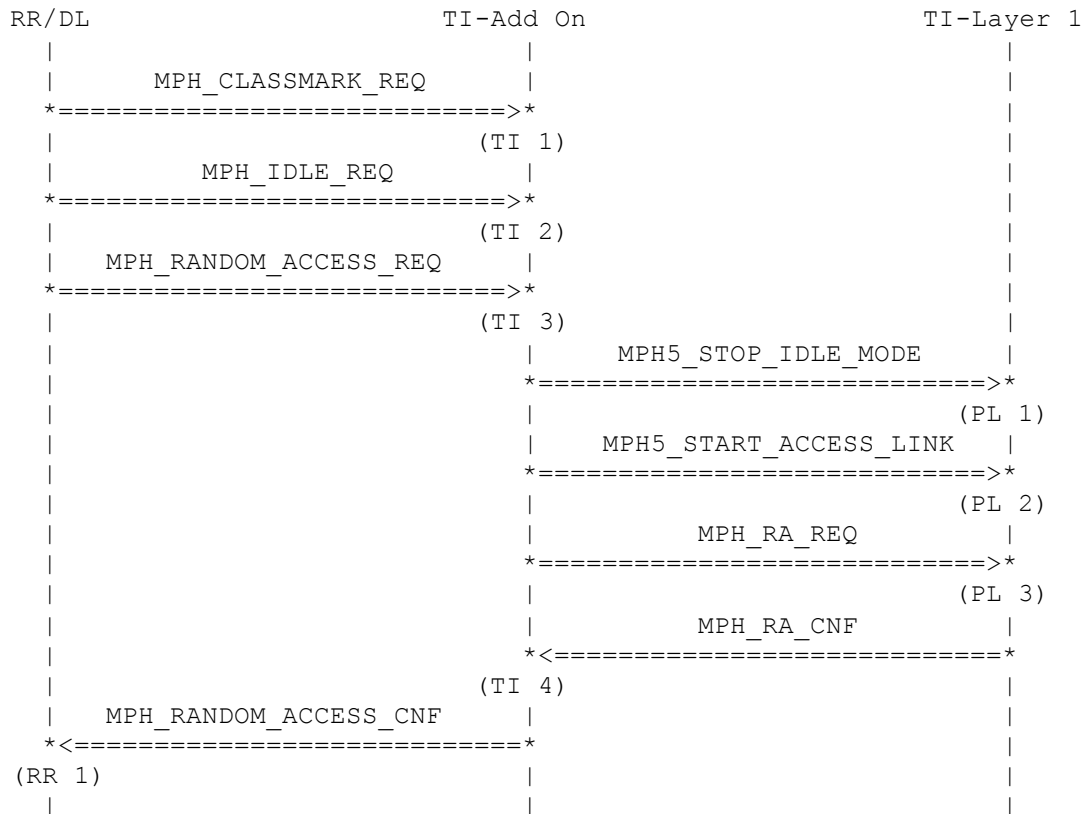 RR/DL TI-Add On TI-Layer 1
MPH_CLASSMARK_REQ
(TI 1)
MPH_IDLE_REQ
(TI 2)
MPH_RANDOM_ACCESS_REQ
(TI 3)
MPH5_STOP_IDLE_MODE
(PL 1)
MPH5_START_ACCESS_LINK
(PL 2)
MPH_RA_REQ
(PL 3)
MPH_RA_CNF
(TI 4)
MPH_RANDOM_ACCESS_CNF
(RR 1)